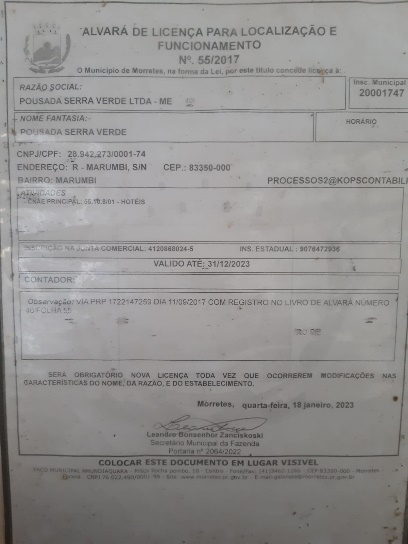 ALVARÁ DE LICENÇA PARA LOCALIZAÇÃO E
FUNCIONAMENTO
Nº. 55/2017
O Município de Morretes, na forma da Lei, por este título concede licença à:
RAZÃO SOCIAL:
POUSADA SERRA VERDE LTDA - ME
Insc. Municipal
20001747
NOME FANTASIA:
POUSADA SERRA VERDE
HORÁRIO
CNPJ/CPF: 28.942.273/0001-74
ENDEREÇO: R - MARUMBI, S/N CEP.: 83350-000
BAIRRO: MARUMBI PROCESSOS2@KOPSCONTABIL
ATIVIDADES
CNAE PRINCIPAL: 55.10.8/01 - HOTÉIS
INSCRIÇÃO NA JUNTA COMERCIAL: 4120868024-5 INS. ESTADUAL : 9076472936
VALIDO ATÉ: 31/12/2023
CONTADOR:
Observação: VIA PRP 1722147259 DIA 11/09/2017 COM REGISTRO NO LIVRO DE ALVARÁ NUMERO
FOLHA 55
SERÁ OBRIGATÓRIO NOVA LICENÇA TODA VEZ QUE OCORREREM MODIFICAÇÕES NAS
CARACTERÍSTICAS DO NOME, DA RAZÃO, E DO ESTABELECIMENTO.
Morretes, quarta-feira, 18 janeiro, 2023
Leandro Bonsenhor Zanciskoski
Secretário Municipal da Fazenda
Portaria nº 2064/2022
COLOCAR ESTE DOCUMENTO EM LUGAR VISIVEL